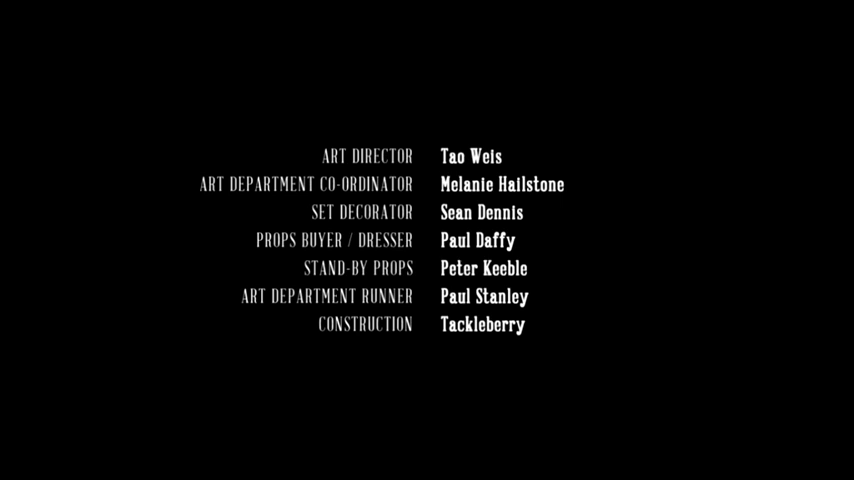 ART DIRECTOR Tao Weis
ART DEPARTMENT CO-ORDINATOR Melanie Hailstone
SET DECORATOR Sean Dennis
PROPS BUYER / DRESSER Paul Daffy
STAND-BY PROPS Peter Keeble
ART DEPARTMENT RUNNER Paul Stanley
CONSTRUCTION Tackleberry